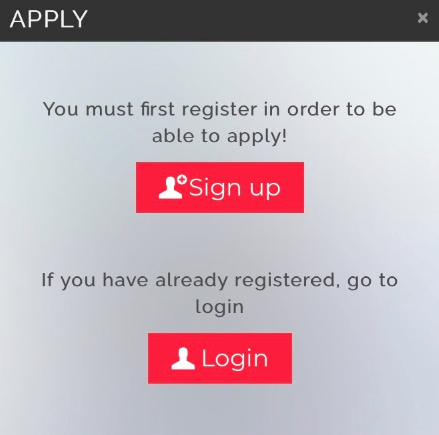 APPLY ×
You must first register in order to be
able to apply!
Sign up
If you have already registered, go to
login
Login